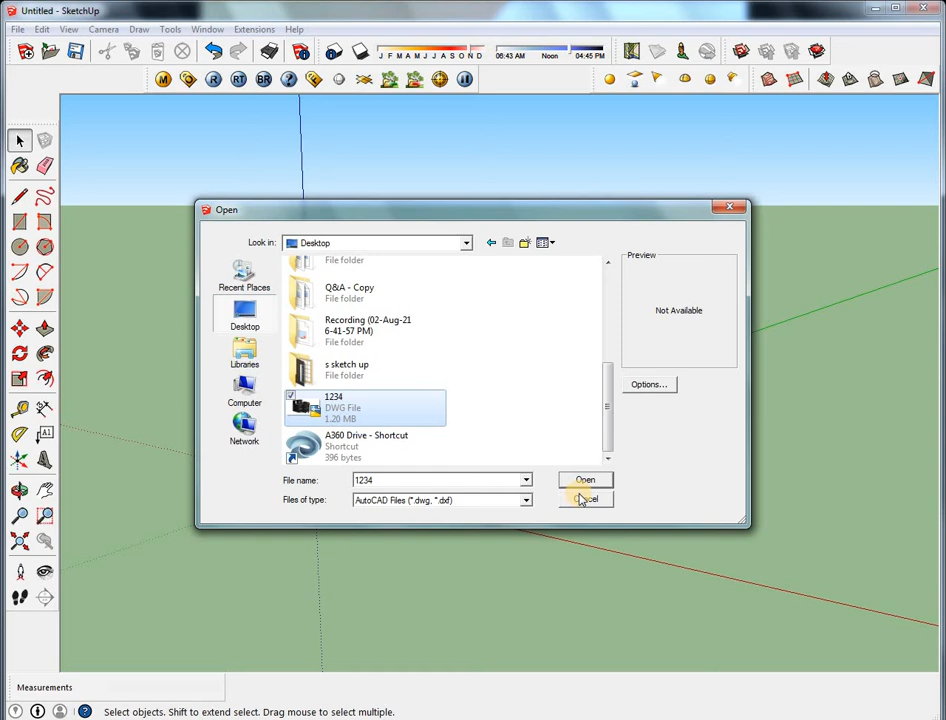 Untitled - SketchUp
File Edit View Camera Draw Tools Window Extensions Help
J F M A M J J A S O N D
06:43 AM Noon 04:45 PM
M R RT BR ?
Open
Look in: Desktop
Recent Places
Desktop
Libraries
Computer
Network
File folder
Q&A - Copy
File folder
Recording (02-Aug-21
6-41-57 PM)
File folder
s sketch up
File folder
1234
DWG File
1.20 MB
A360 Drive - Shortcut
Shortcut
396 bytes
Preview
Not Available
Options...
File name: 1234
Open
Files of type: AutoCAD Files (*.dwg, *.dxf)
Cancel
A1
Measurements
Select objects. Shift to extend select. Drag mouse to select multiple.